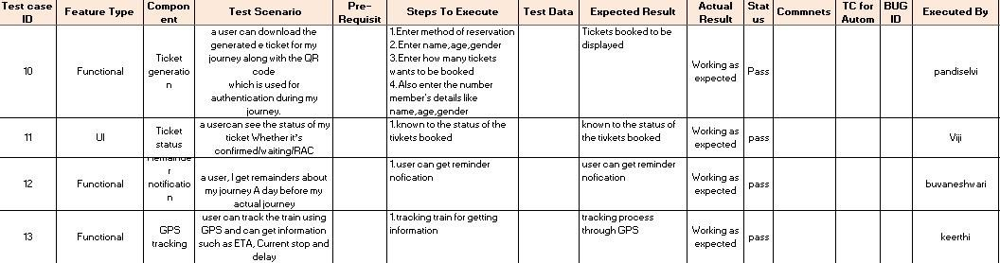 Test case ID
Feature Type
Compon
ent
Test Scenario
Pre-
Requisit
Steps To Execute
Test Data
Expected Result
Actual
Result
Stat
us
Commnets
TC for
Autom
BUG
ID
Executed By
10
Functional
Ticket
generatio
n
a user can download the
generated e ticket for my
journey along with the QR
code
which is used for
authentication during my
journey.
1.Enter method of reservation
2.Enter name,age,gender
3.Enter how many tickets
wants to be booked
4.Also enter the number
member's details like
name,age,gender
Tickets booked to be
displayed
Working as
expected
Pass
pandiselvi
11
UI
Ticket
status
a usercan see the status of my
ticket Whether it's
confirmed/waiting/RAC
1.known to the status of the
tivkets booked
known to the status of
the tivkets booked
Working as
expected
pass
Viji
12
Functional
Remainde
r
notificatio
n
a user, I get remainders about
my journey A day before my
actual journey
1.user can get reminder
nofication
user can get reminder
nofication
Working as
expected
pass
buvaneshwari
13
Functional
GPS
tracking
user can track the train using
GPS and can get information
such as ETA, Current stop and
delay
1.tracking train for getting
information
tracking process
through GPS
Working as
expected
pass
keerthi